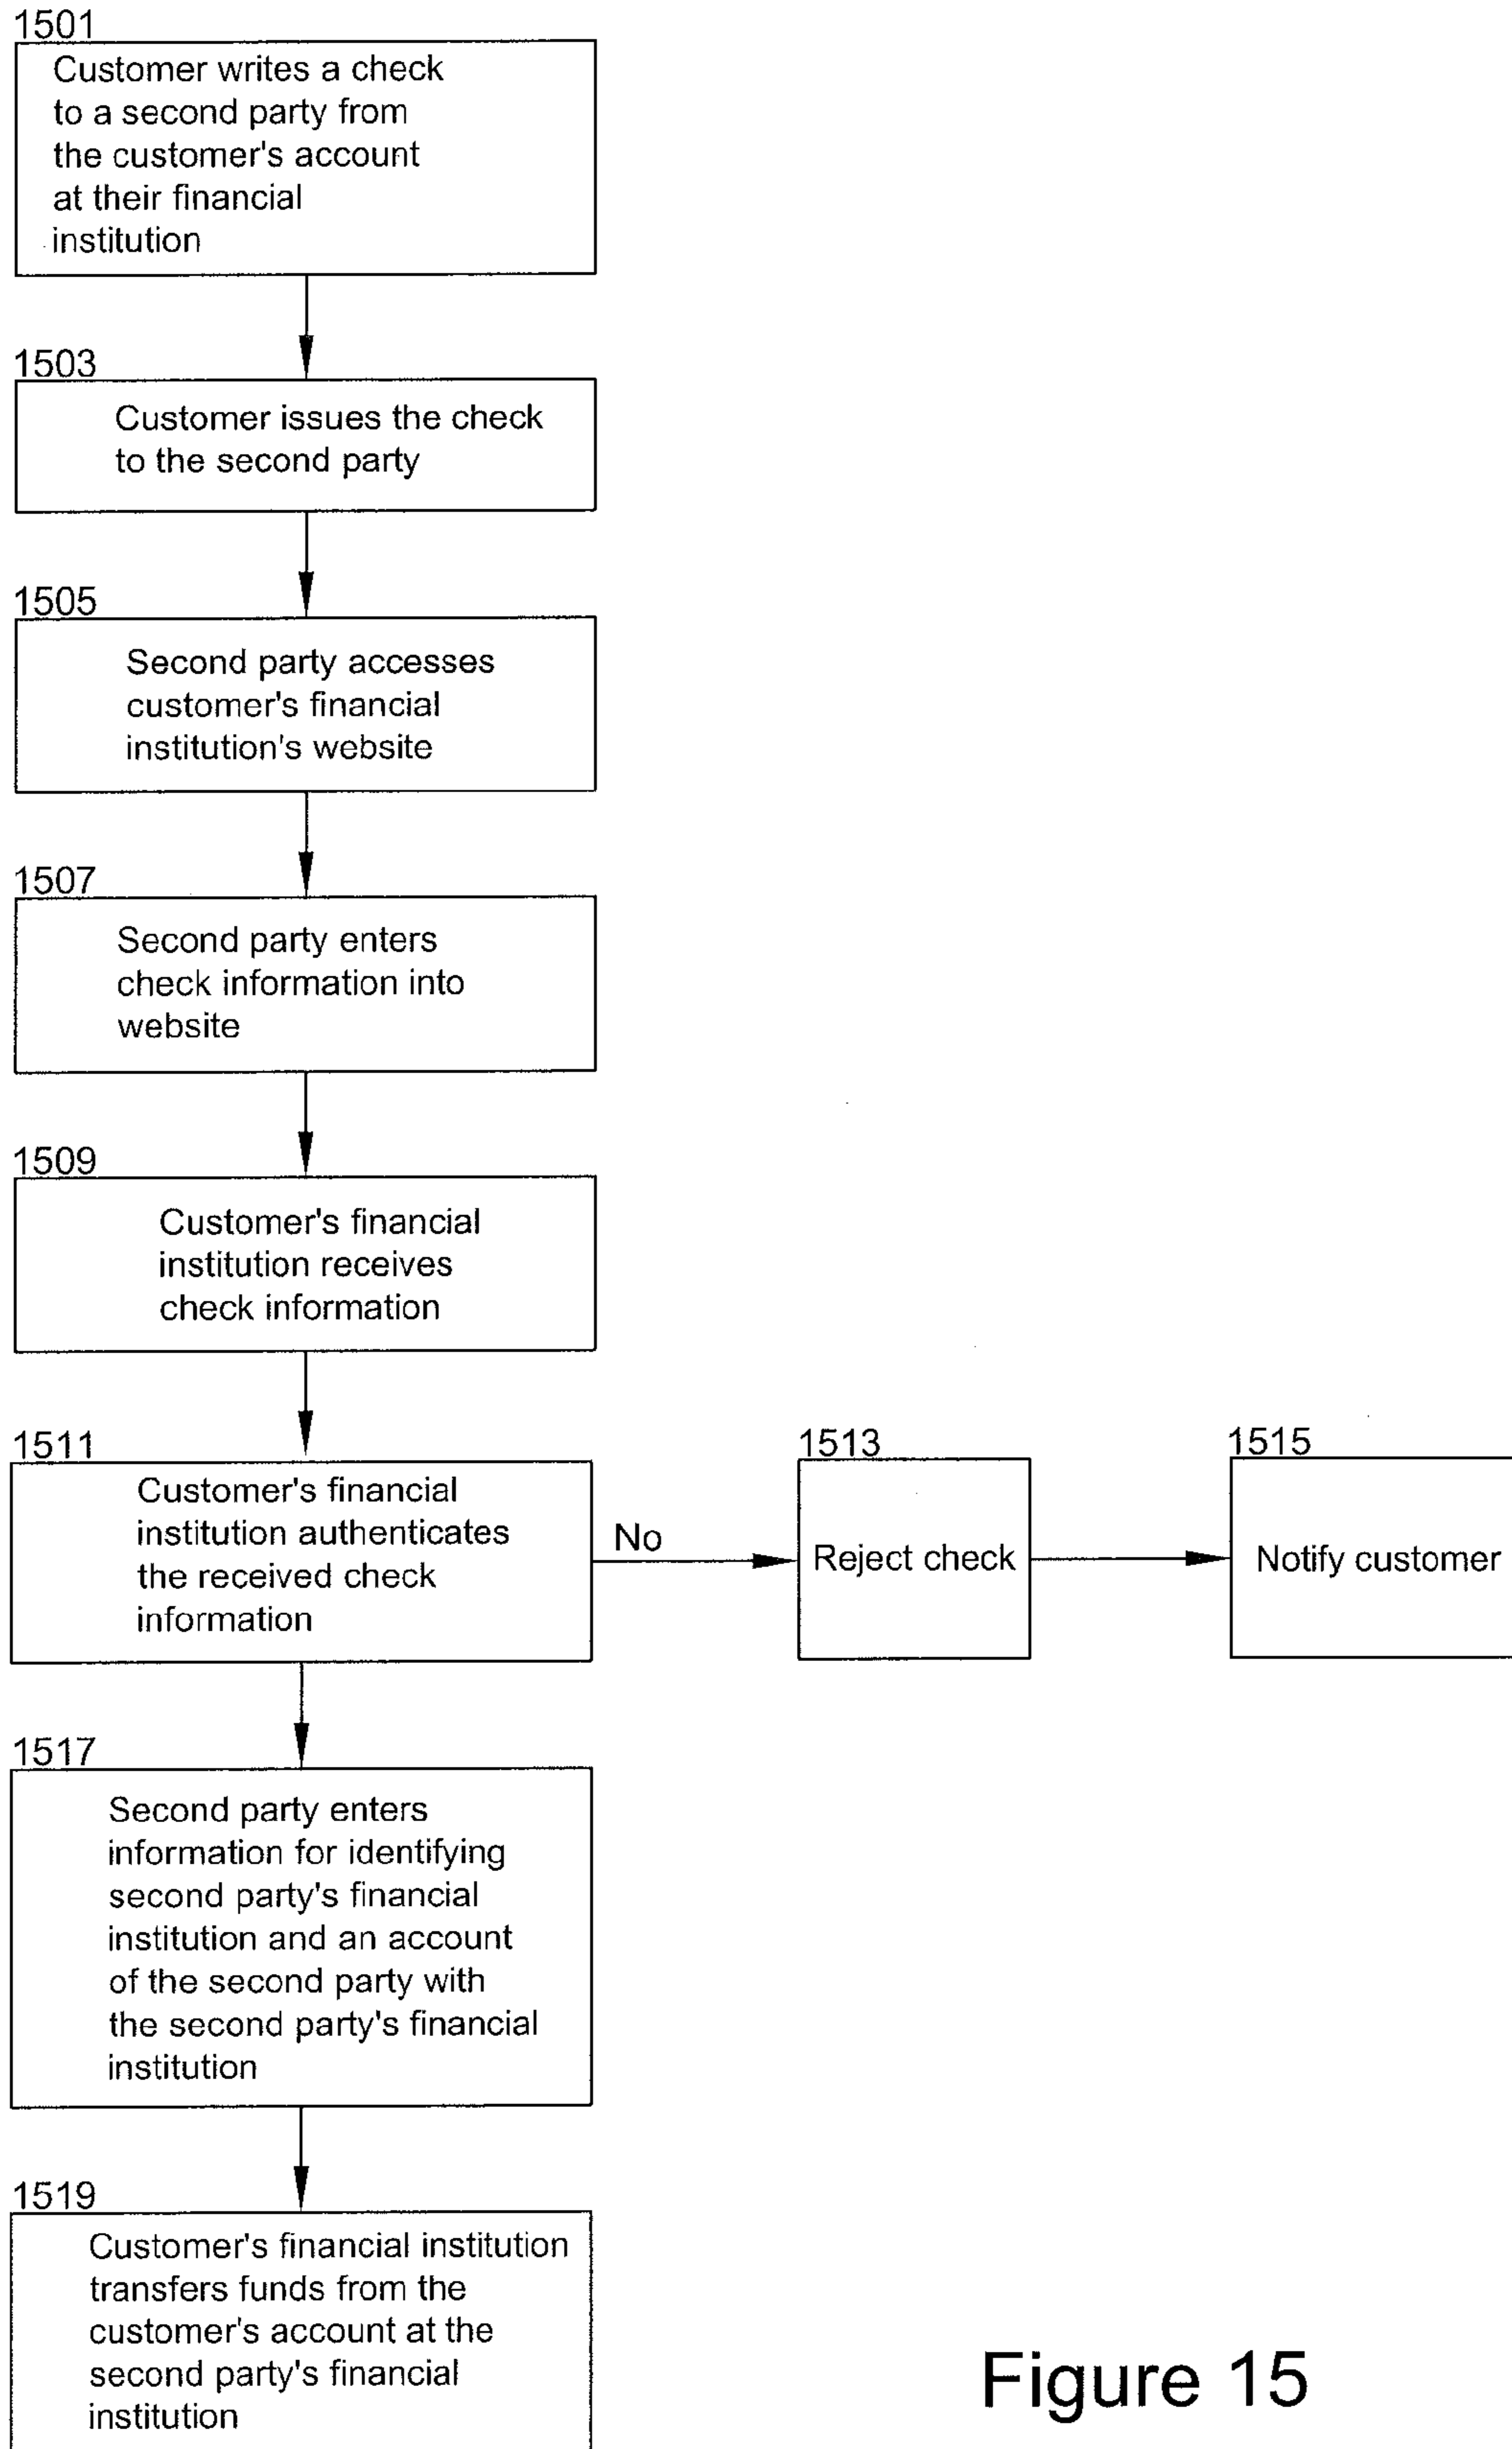 1501
Customer writes a check
to a second party from
the customer's account
at their financial
institution
1503
Customer issues the check
to the second party
1505
Second party accesses
customer's financial
institution's website
1507
Second party enters
check information into
website
1509
Customer's financial
institution receives
check information
1511
Customer's financial
institution authenticates
the received check
information
No
1513
Reject check
1515
Notify customer
1517
Second party enters
information for identifying
second party's financial
institution and an account
of the second party with
the second party's financial
institution
1519
Customer's financial institution
transfers funds from the
customer's account at the
second party's financial
institution
Figure 15